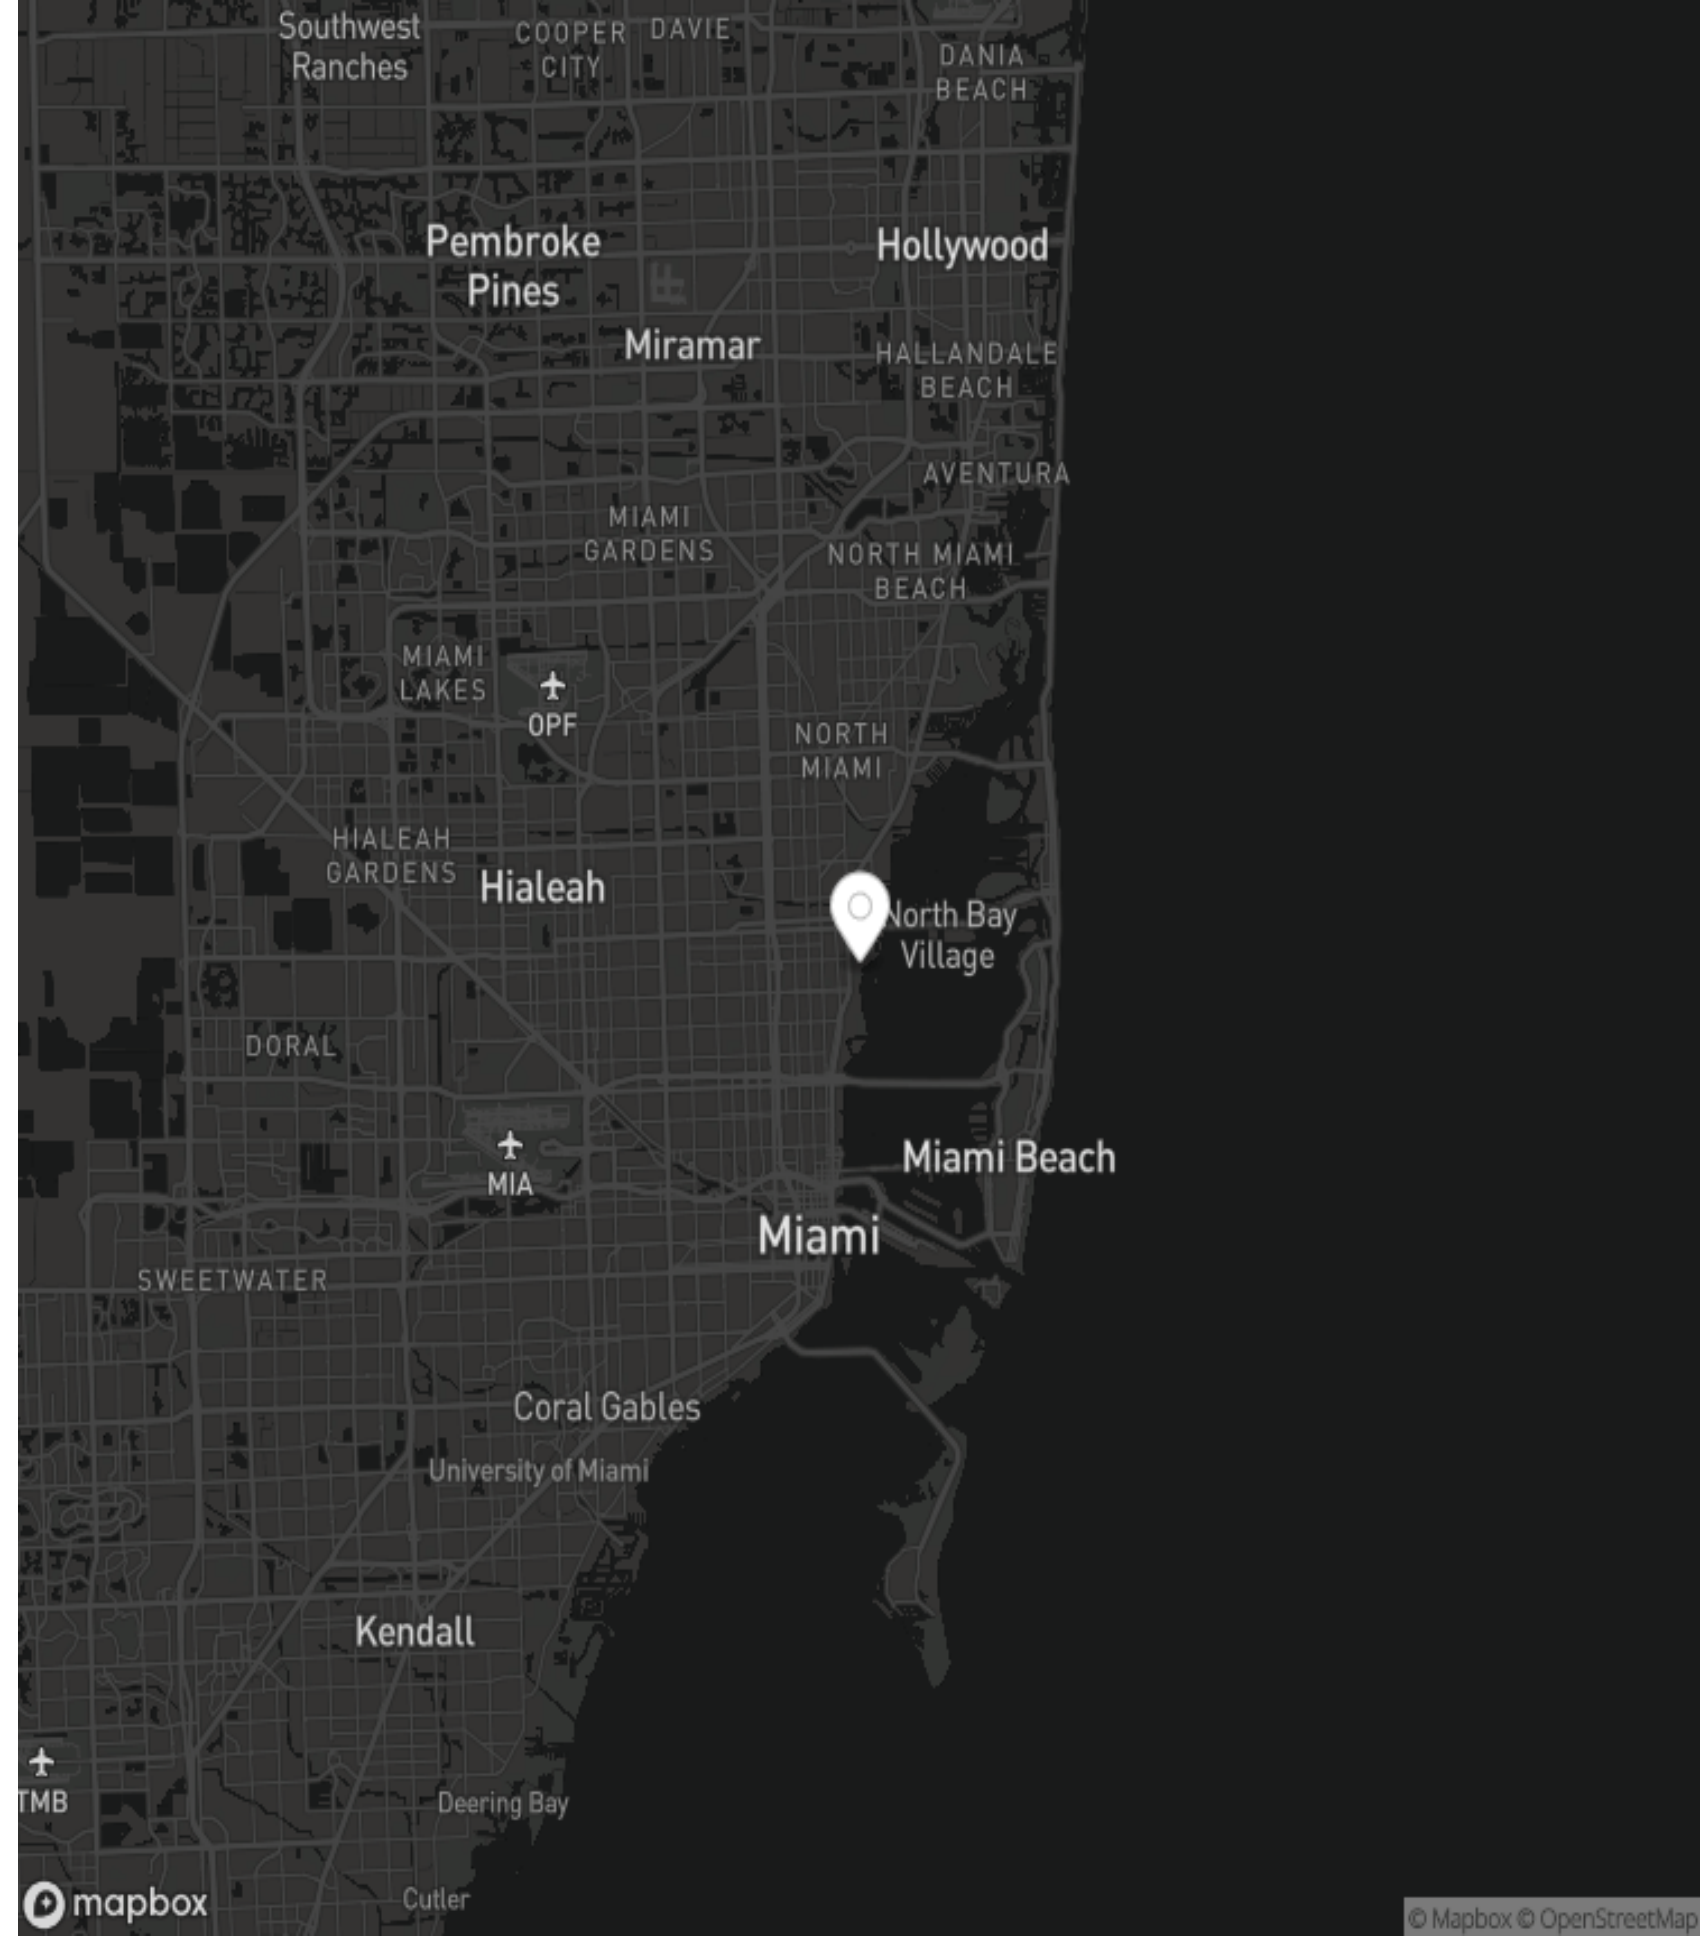 Southwest
Ranches
COOPER
CITY
DAVIE
DANIA
BEACH
Pembroke
Pines
Hollywood
Miramar
HALLANDALE
BEACH
AVENTURA
MIAMI
GARDENS
NORTH MIAMI
BEACH
MIAMI
LAKES
OPF
NORTH
MIAMI
HIALEAH
GARDENS
Hialeah
North Bay
Village
DORAL
MIA
Miami Beach
Miami
SWEETWATER
Coral Gables
University of Miami
Kendall
TMB
Deering Bay
Cutler
mapbox
© Mapbox © OpenStreetMap